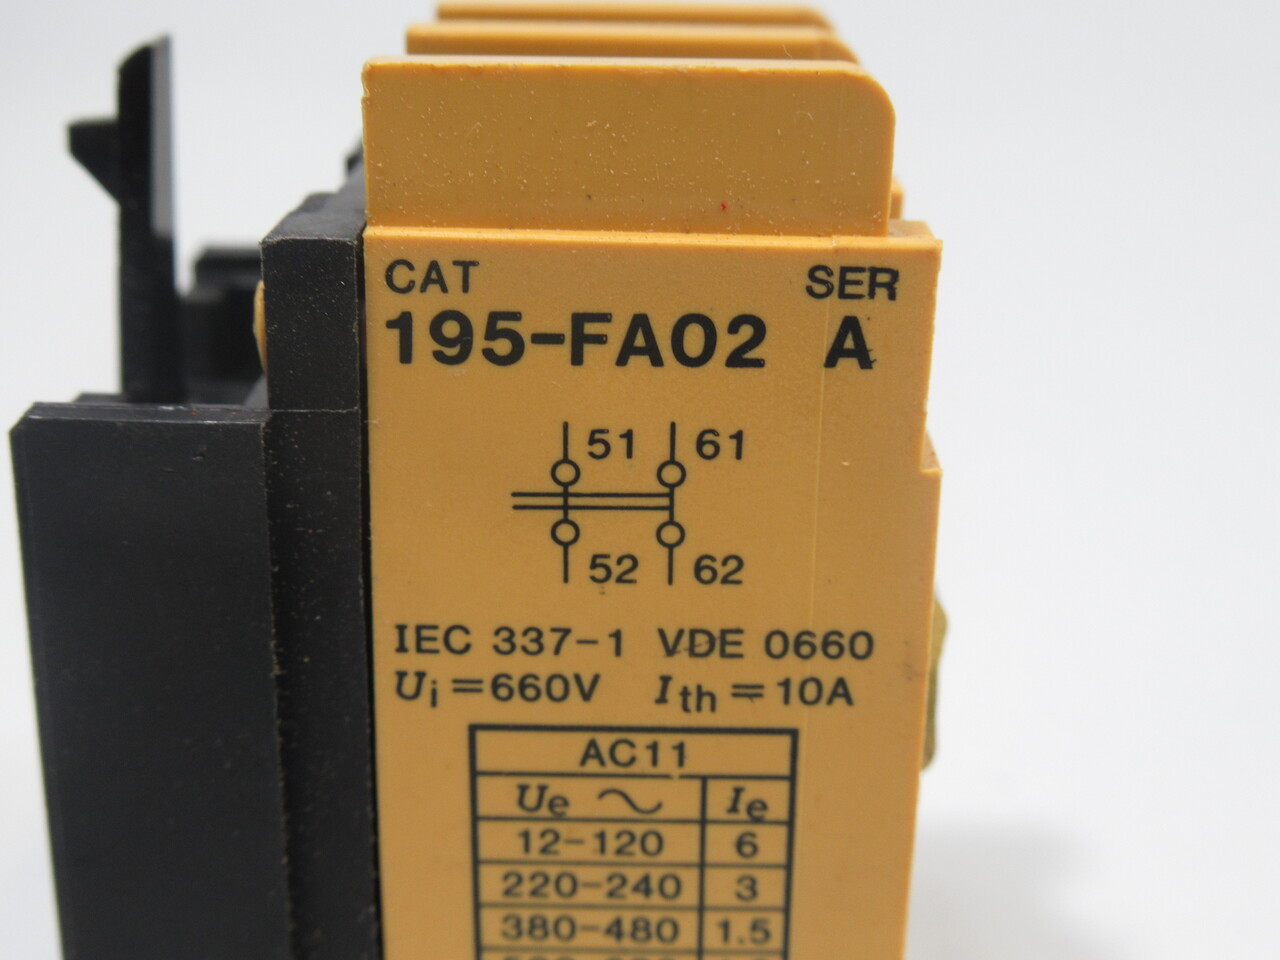 CAT SER
195-FA02 A
51 61
52 62
IEC 337-1 VDE 0660
Ui=660V Ith=10A
AC11
Ue ~ Ie
12-120 6
220-240 3
380-480 1.5